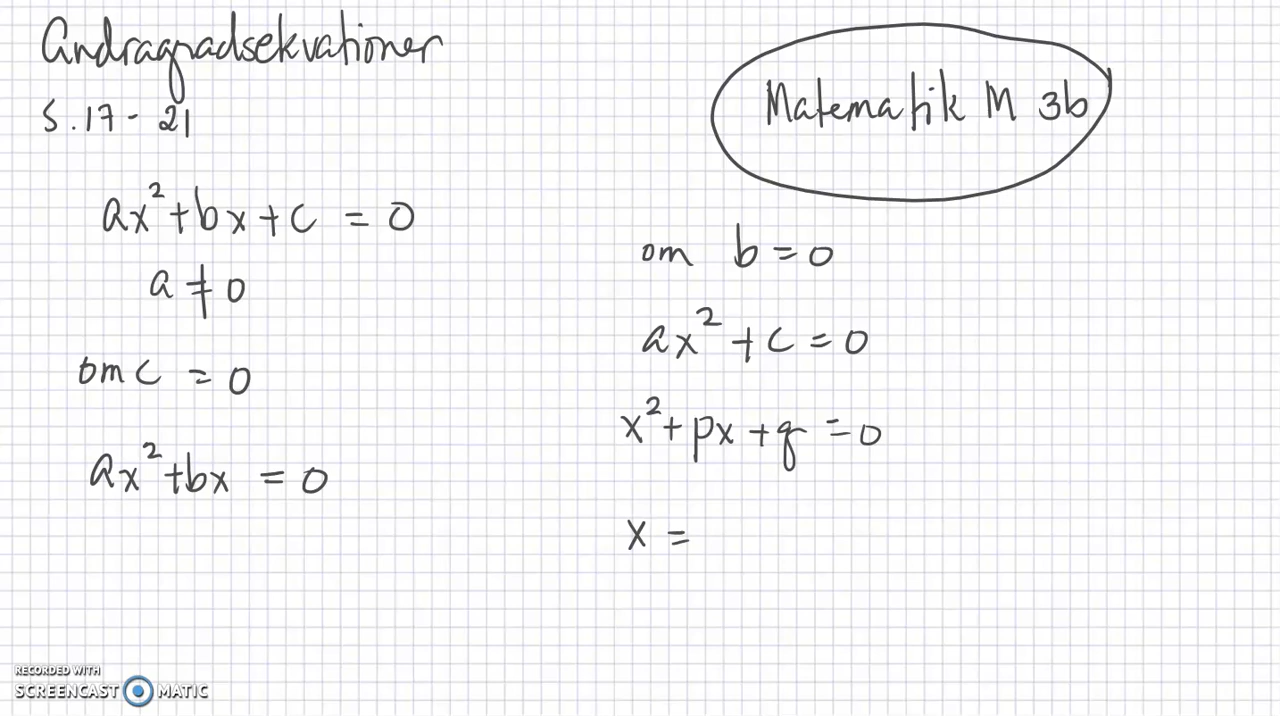 Andragradsekvationer
s. 17 - 21
ax² + bx + c = 0
a ≠ 0
om c = 0
ax² + bx = 0
Matematik M 3b
om b = 0
ax² + c = 0
x² + px + q = 0
x =
RECORDED WITH
SCREENCAST MATIC